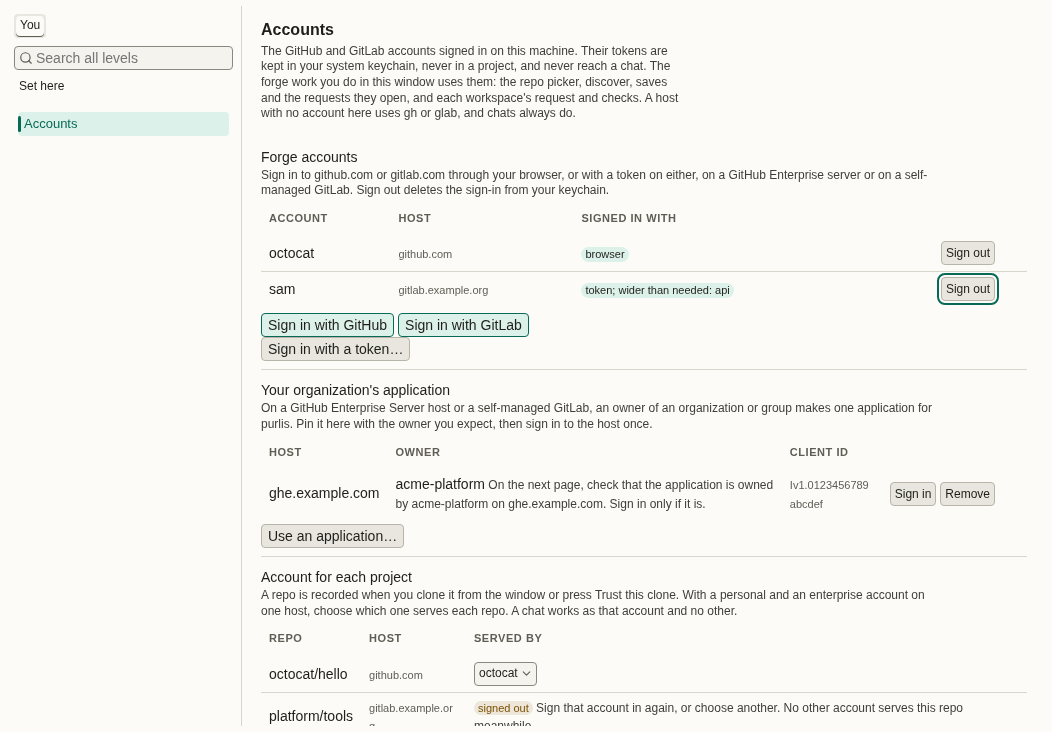 You
Search all levels
Set here
Accounts
Accounts
The GitHub and GitLab accounts signed in on this machine. Their tokens are
kept in your system keychain, never in a project, and never reach a chat. The
forge work you do in this window uses them: the repo picker, discover, saves
and the requests they open, and each workspace's request and checks. A host
with no account here uses gh or glab, and chats always do.
Forge accounts
Sign in to github.com or gitlab.com through your browser, or with a token on either, on a GitHub Enterprise server or on a self-
managed GitLab. Sign out deletes the sign-in from your keychain.
ACCOUNT HOST SIGNED IN WITH
octocat github.com browser Sign out
sam gitlab.example.org token; wider than needed: api Sign out
Sign in with GitHub Sign in with GitLab
Sign in with a token…
Your organization's application
On a GitHub Enterprise Server host or a self-managed GitLab, an owner of an organization or group makes one application for
purlis. Pin it here with the owner you expect, then sign in to the host once.
HOST OWNER CLIENT ID
ghe.example.com acme-platform On the next page, check that the application is owned
by acme-platform on ghe.example.com. Sign in only if it is.
Iv1.0123456789
abcdef
Sign in Remove
Use an application…
Account for each project
A repo is recorded when you clone it from the window or press Trust this clone. With a personal and an enterprise account on
one host, choose which one serves each repo. A chat works as that account and no other.
REPO HOST SERVED BY
octocat/hello github.com octocat
platform/tools gitlab.example.or signed out Sign that account in again, or choose another. No other account serves this repo
meanwhile